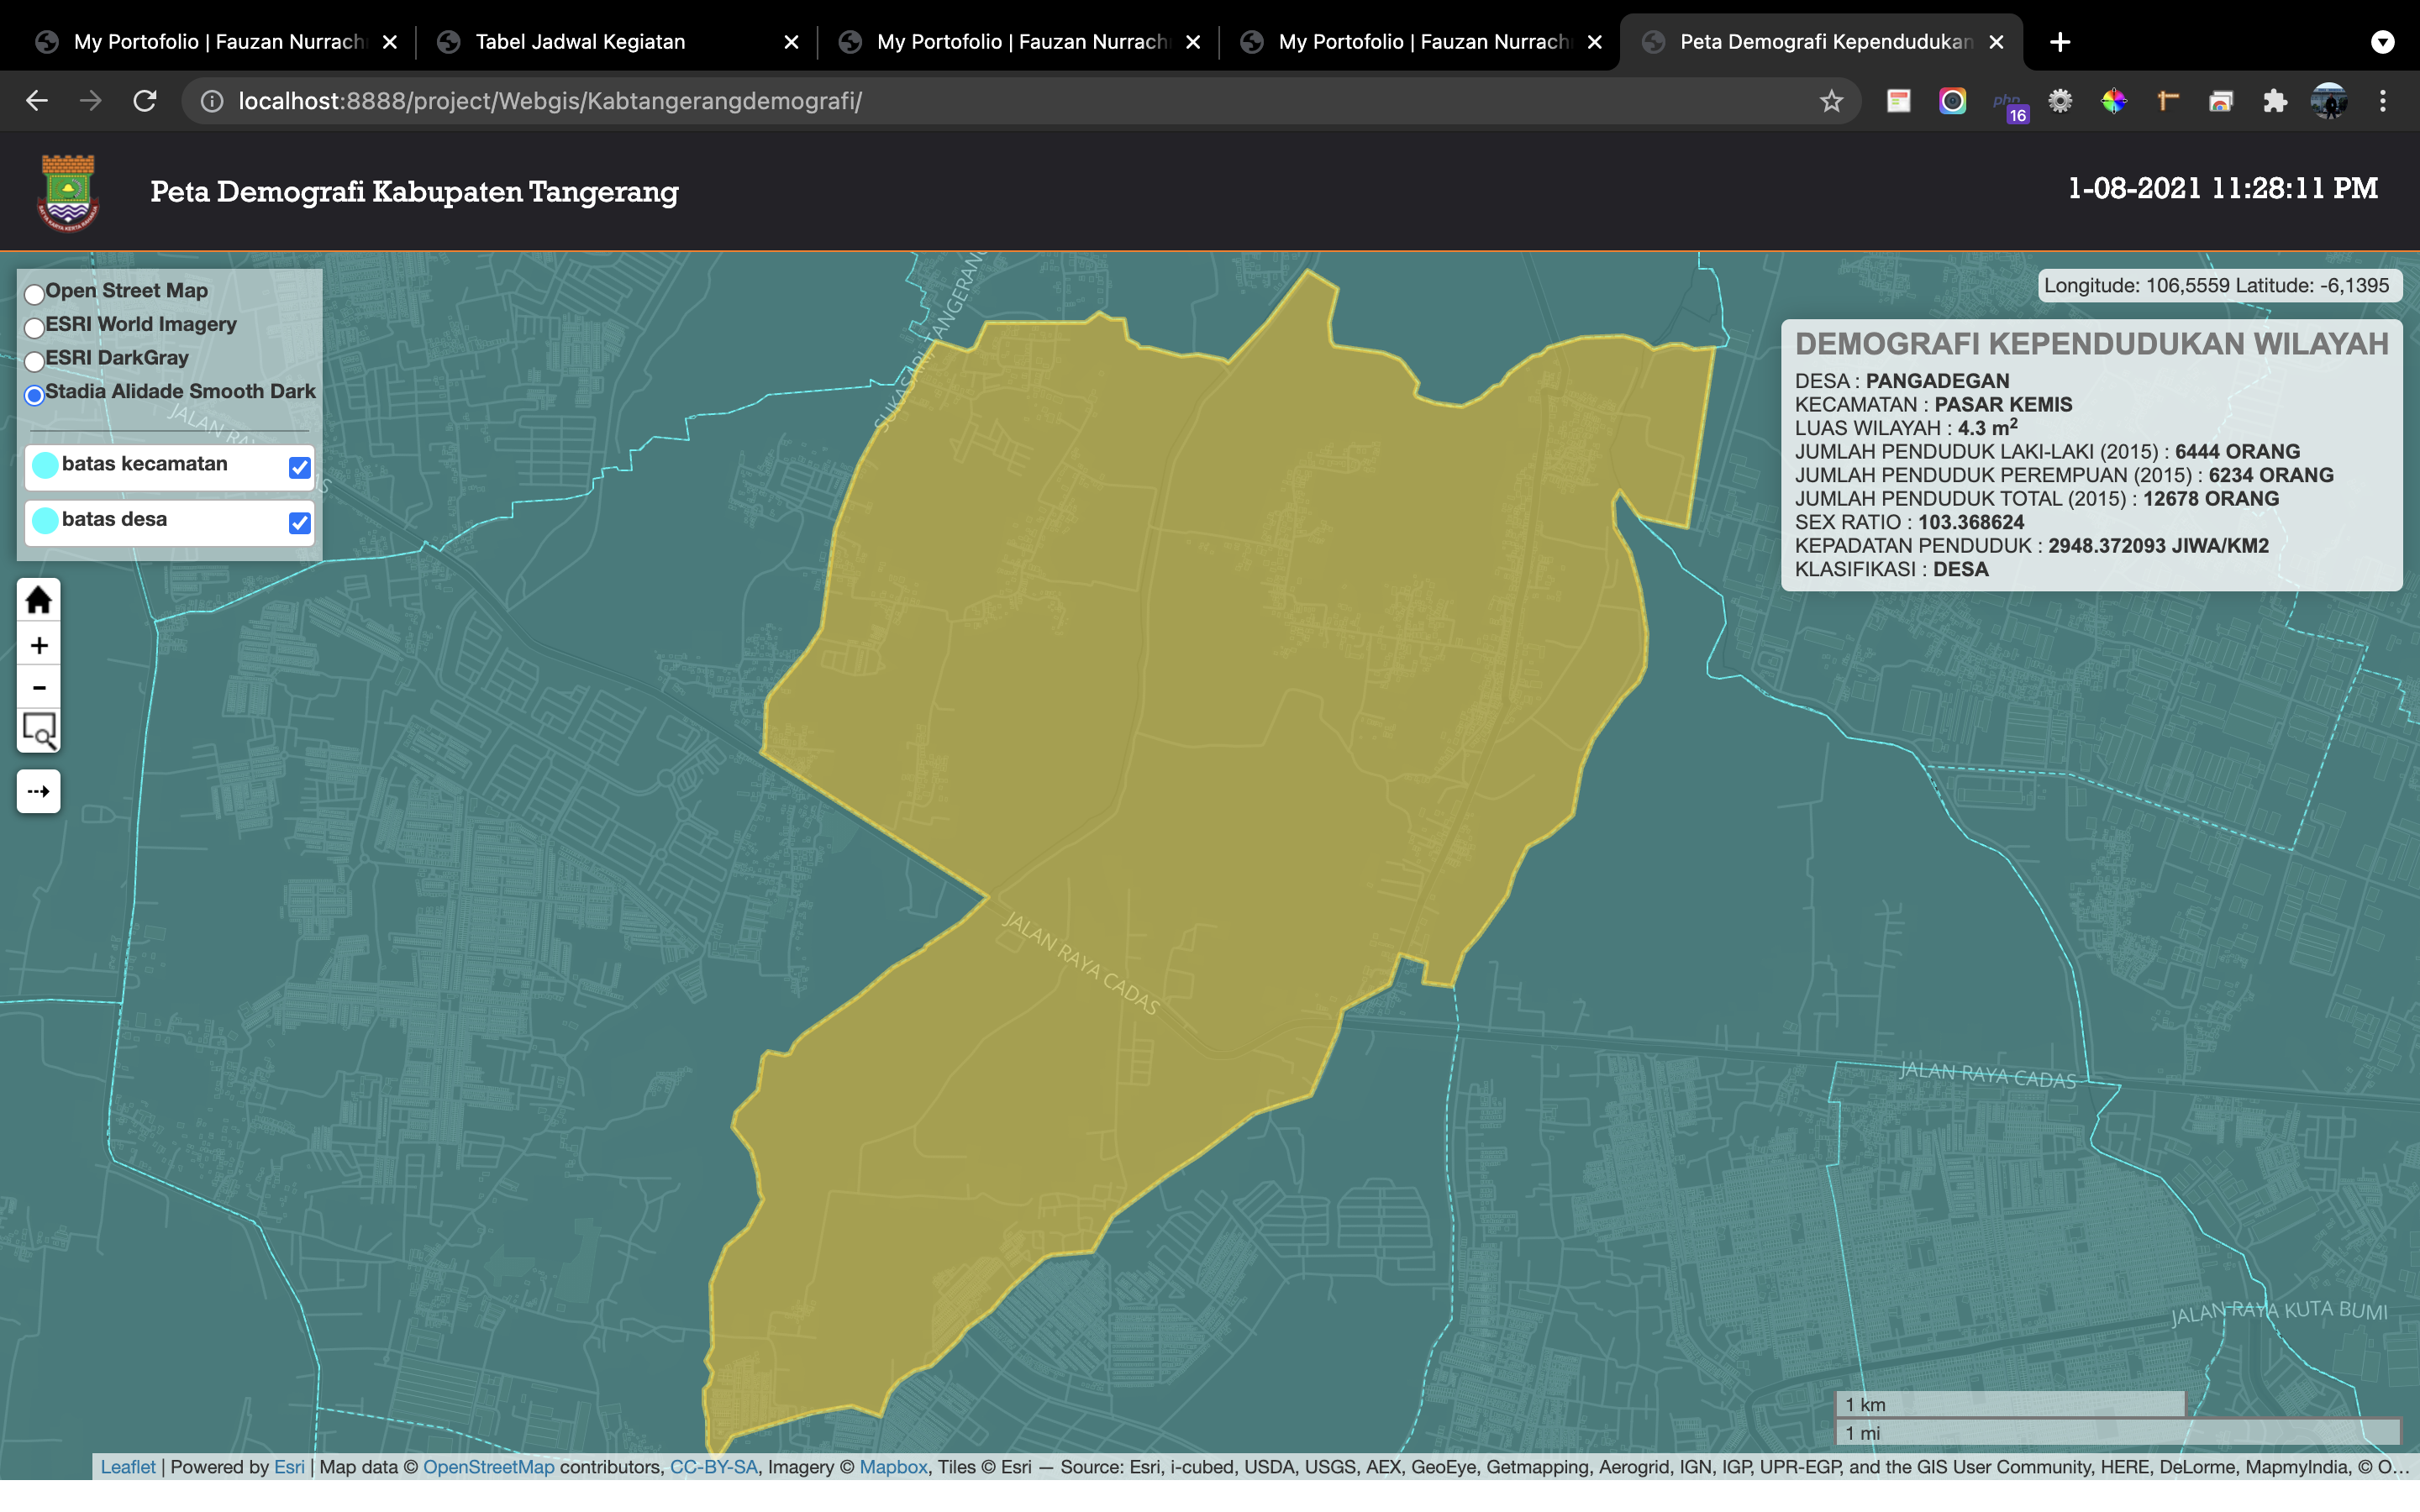 My Portofolio | Fauzan Nurrach
Tabel Jadwal Kegiatan
My Portofolio | Fauzan Nurrach
My Portofolio | Fauzan Nurrach
Peta Demografi Kependudukan
localhost:8888/project/Webgis/Kabtangerangdemografi/
php
16
Peta Demografi Kabupaten Tangerang
1-08-2021 11:28:11 PM
Open Street Map
ESRI World Imagery
ESRI DarkGray
Stadia Alidade Smooth Dark
batas kecamatan
batas desa
+
-
Longitude: 106,5559 Latitude: -6,1395
DEMOGRAFI KEPENDUDUKAN WILAYAH
DESA : PANGADEGAN
KECAMATAN : PASAR KEMIS
LUAS WILAYAH : 4.3 m²
JUMLAH PENDUDUK LAKI-LAKI (2015) : 6444 ORANG
JUMLAH PENDUDUK PEREMPUAN (2015) : 6234 ORANG
JUMLAH PENDUDUK TOTAL (2015) : 12678 ORANG
SEX RATIO : 103.368624
KEPADATAN PENDUDUK : 2948.372093 JIWA/KM2
KLASIFIKASI : DESA
SUKASARI, TANGERANG
JALAN RA
S
JALAN RAYA CADAS
JALAN RAYA CADAS
JALAN RAYA KUTA BUMI
1 km
1 mi
Leaflet | Powered by Esri | Map data © OpenStreetMap contributors, CC-BY-SA, Imagery © Mapbox, Tiles © Esri — Source: Esri, i-cubed, USDA, USGS, AEX, GeoEye, Getmapping, Aerogrid, IGN, IGP, UPR-EGP, and the GIS User Community, HERE, DeLorme, MapmyIndia, © O...